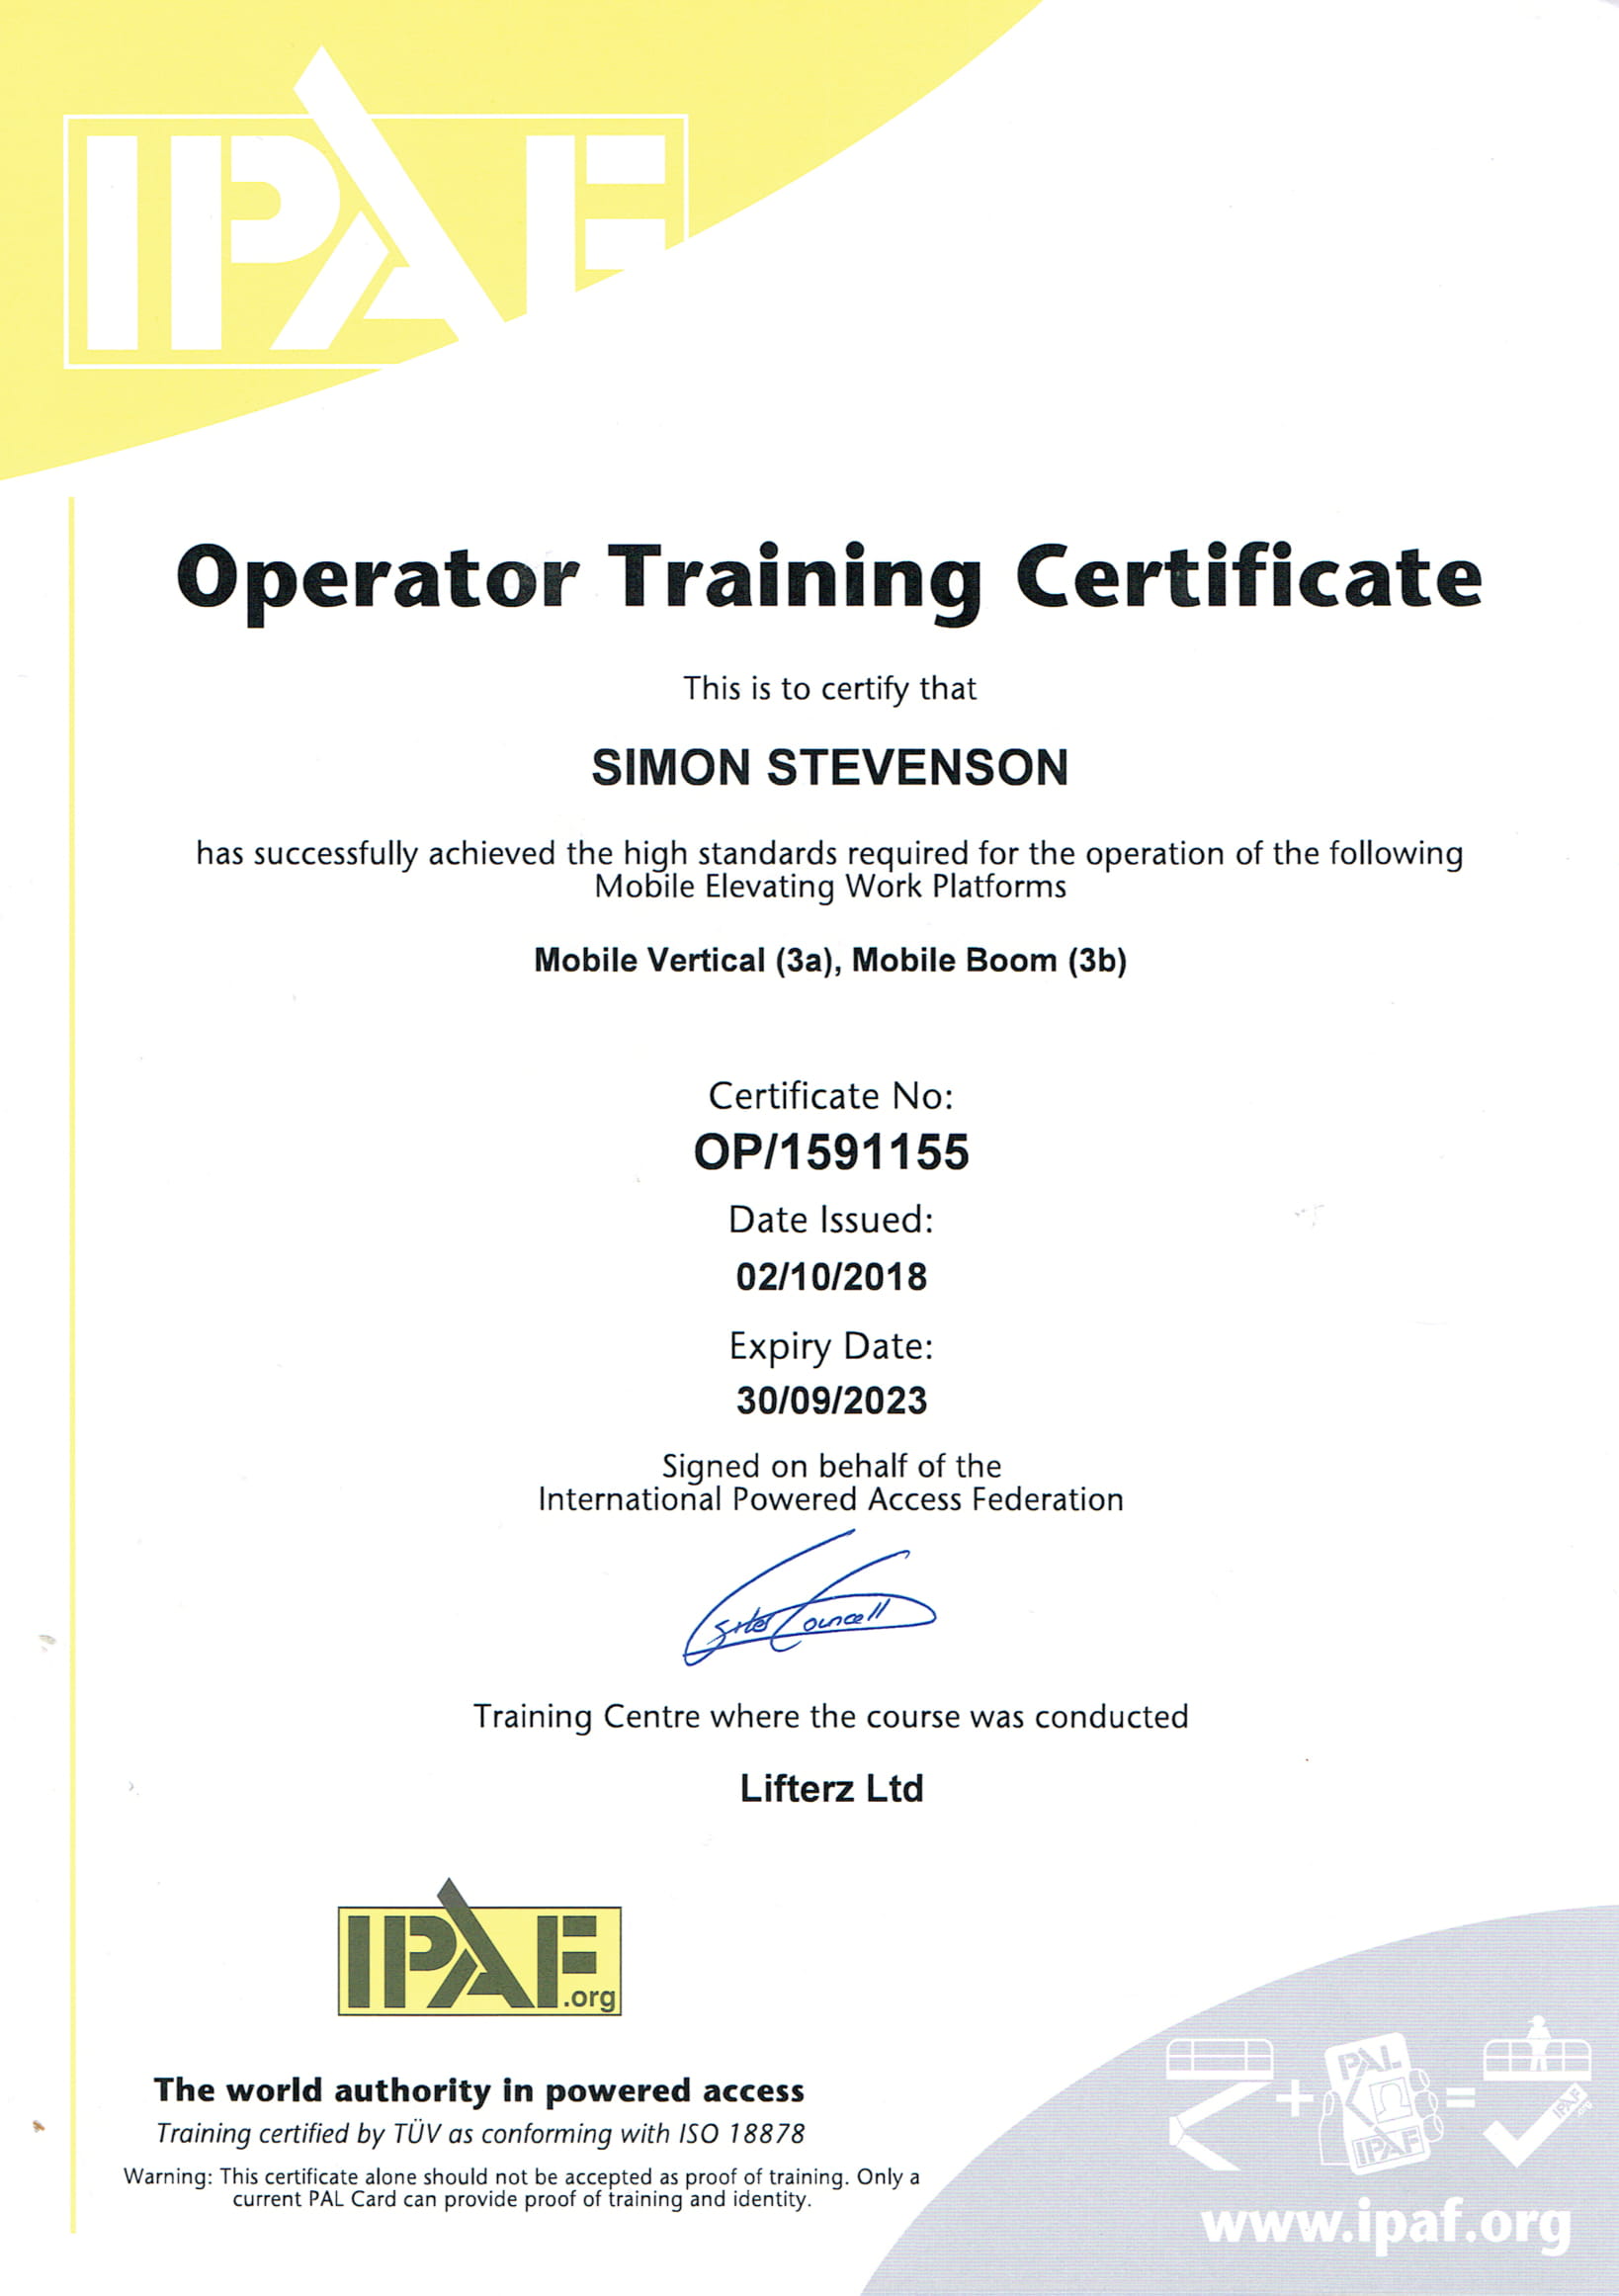 IPAF
Operator Training Certificate
This is to certify that
SIMON STEVENSON
has successfully achieved the high standards required for the operation of the following
Mobile Elevating Work Platforms
Mobile Vertical (3a), Mobile Boom (3b)
Certificate No:
OP/1591155
Date Issued:
02/10/2018
Expiry Date:
30/09/2023
Signed on behalf of the
International Powered Access Federation
Training Centre where the course was conducted
Lifterz Ltd
IPAF
.org
The world authority in powered access
Training certified by TÜV as conforming with ISO 18878
Warning: This certificate alone should not be accepted as proof of training. Only a
current PAL Card can provide proof of training and identity.
PAL
IPAF
+
=
IPAF
www.ipaf.org